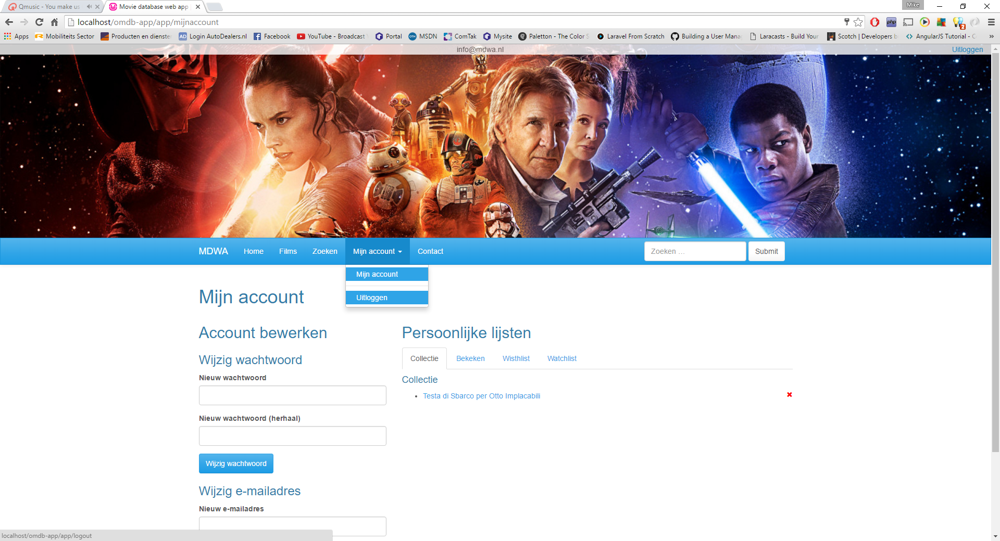 Qmusic - You make us
Movie database web app
Mike
localhost/omdb-app/app/mijnaccount
php
2
Apps
Mobiliteits Sector
Producten en dienste
AD Login AutoDealers.nl
Facebook
YouTube - Broadcast
Portal
OTH MSDN
ComTak
Mysite
Paletton - The Color S
Laravel From Scratch
Building a User Mana
Laracasts - Build Your
Scotch | Developers b
AngularJS Tutorial - C
»
info@mdwa.nl
Uitloggen
MDWA
Home
Films
Zoeken
Mijn account
Contact
Zoeken ...
Submit
Mijn account
Uitloggen
Mijn account
Account bewerken
Wijzig wachtwoord
Nieuw wachtwoord
Nieuw wachtwoord (herhaal)
Wijzig wachtwoord
Wijzig e-mailadres
Nieuw e-mailadres
Persoonlijke lijsten
Collectie
Bekeken
Wisthlist
Watchlist
Collectie
Testa di Sbarco per Otto Implacabili
localhost/omdb-app/app/logout